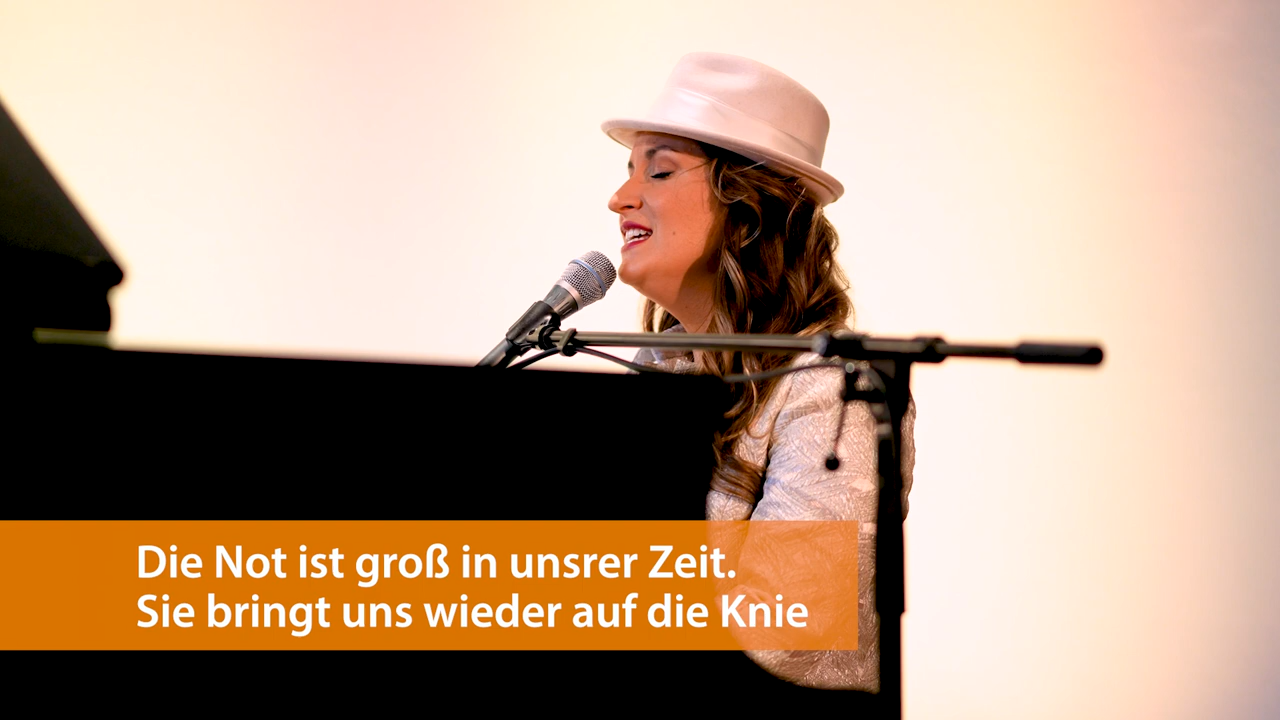 Die Not ist groß in unsrer Zeit.
Sie bringt uns wieder auf die Knie